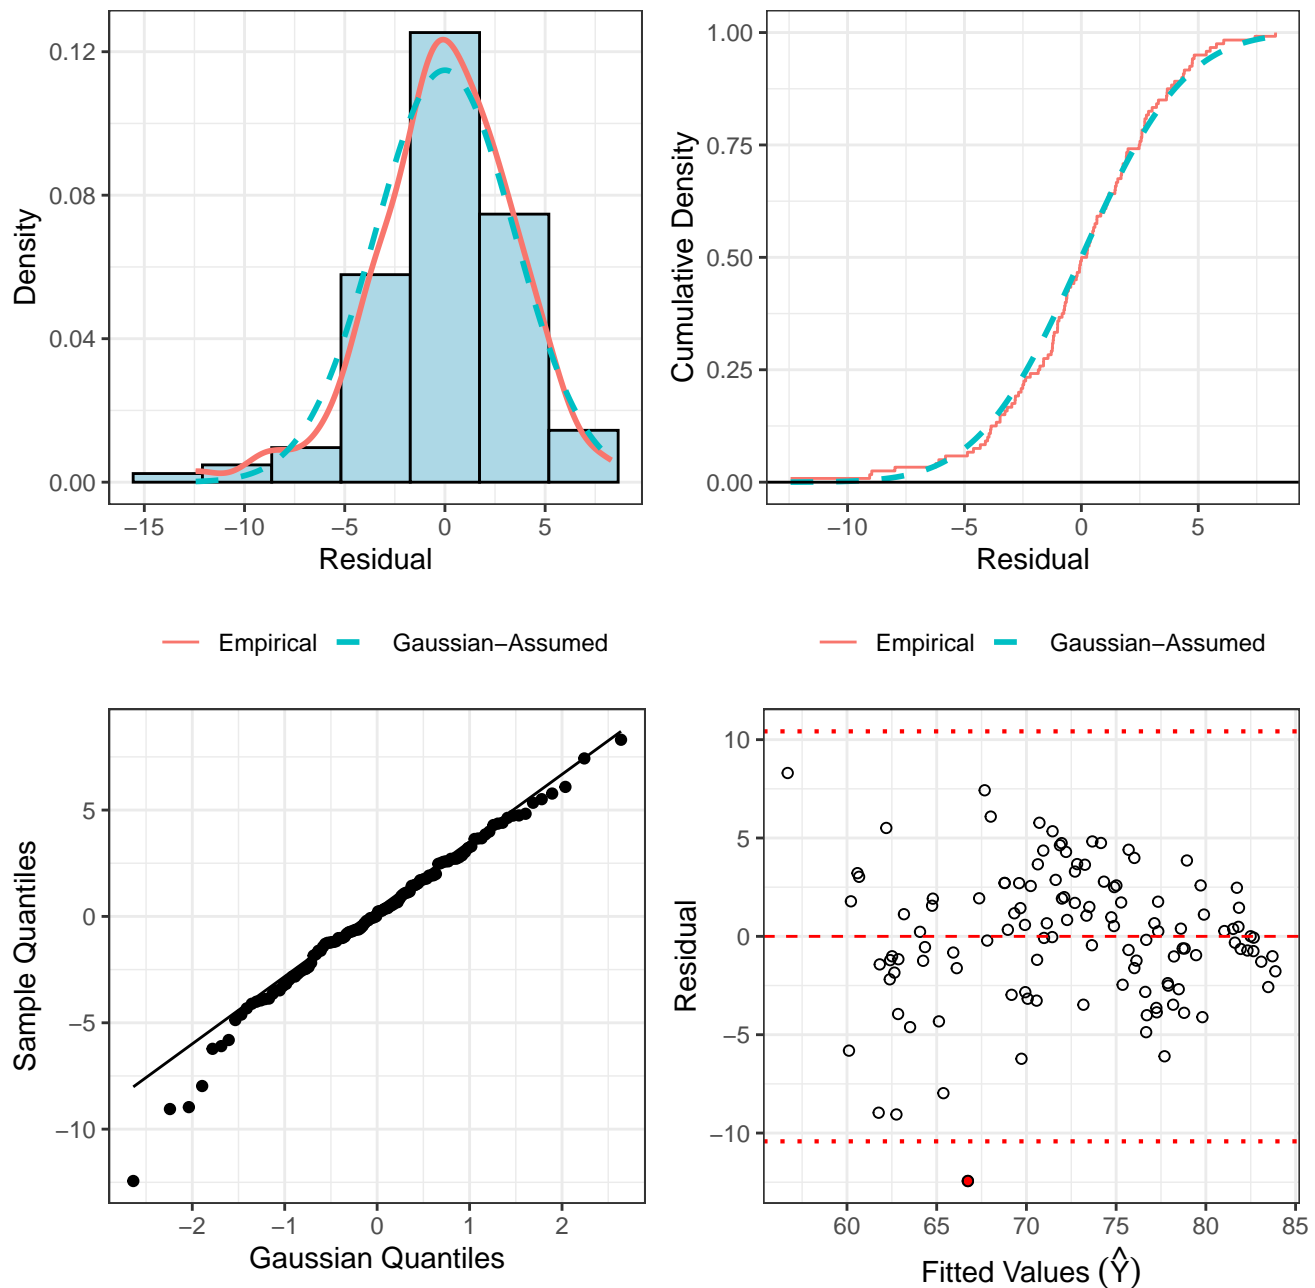 0.12
0.08
0.04
0.00
Density
−15 −10 −5 0 5
Residual
Empirical Gaussian−Assumed
1.00
0.75
0.50
0.25
0.00
Cumulative Density
−10 −5 0 5
Residual
Empirical Gaussian−Assumed
5
0
−5
−10
Sample Quantiles
−2 −1 0 1 2
Gaussian Quantiles
10
5
0
−5
−10
Residual
60 65 70 75 80 85
Fitted Values (Ŷ)